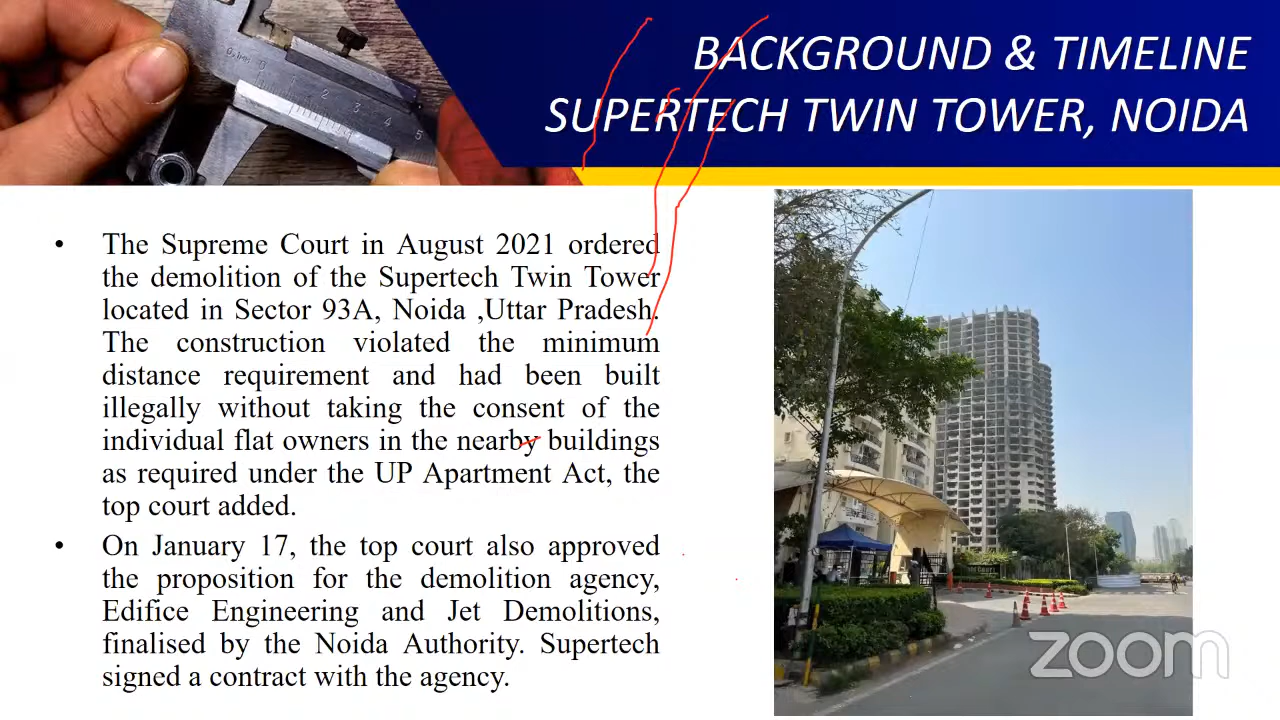 BACKGROUND & TIMELINE
SUPERTECH TWIN TOWER, NOIDA
• The Supreme Court in August 2021 ordered
the demolition of the Supertech Twin Tower
located in Sector 93A, Noida ,Uttar Pradesh.
The construction violated the minimum
distance requirement and had been built
illegally without taking the consent of the
individual flat owners in the nearby buildings
as required under the UP Apartment Act, the
top court added.
• On January 17, the top court also approved
the proposition for the demolition agency,
Edifice Engineering and Jet Demolitions,
finalised by the Noida Authority. Supertech
signed a contract with the agency.
2 3 4 5
zoom